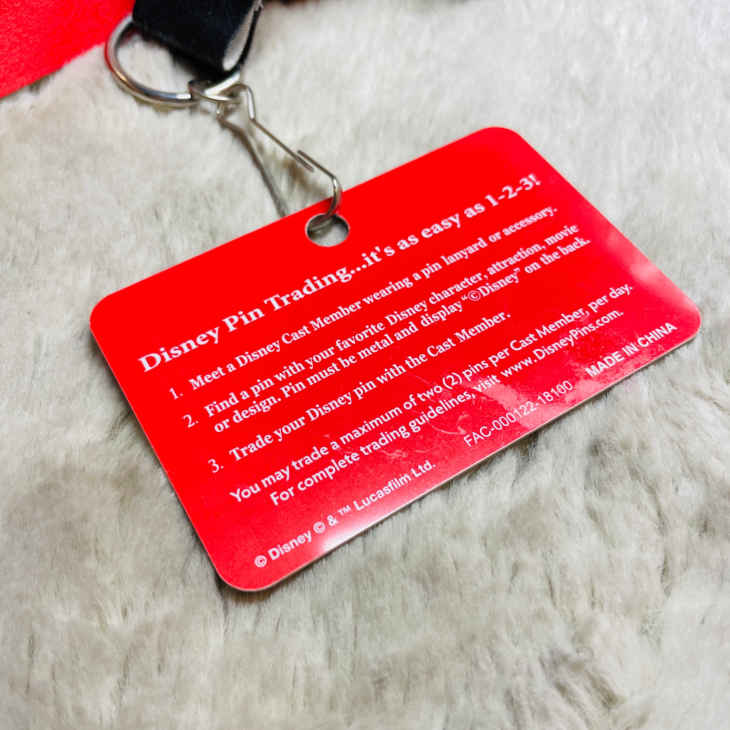 Disney Pin Trading...it's as easy as 1-2-3!
1. Meet a Disney Cast Member wearing a pin lanyard or accessory.
2. Find a pin with your favorite Disney character, attraction, movie
or design. Pin must be metal and display "©Disney" on the back.
3. Trade your Disney pin with the Cast Member.
You may trade a maximum of two (2) pins per Cast Member, per day.
For complete trading guidelines, visit www.DisneyPins.com.
FAC-000122-18100 MADE IN CHINA
© Disney © & ™ Lucasfilm Ltd.